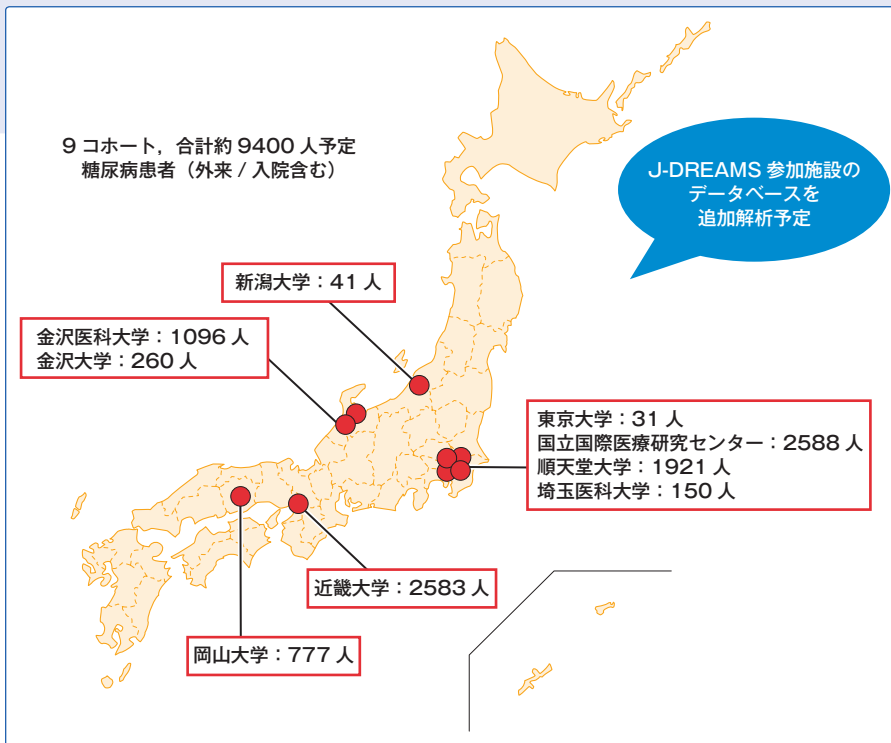 9 コホート，合計約 9400 人予定
糖尿病患者（外来 / 入院含む）
J-DREAMS 参加施設の
データベースを
追加解析予定
新潟大学：41 人
金沢医科大学：1096 人
金沢大学：260 人
東京大学：31 人
国立国際医療研究センター：2588 人
順天堂大学：1921 人
埼玉医科大学：150 人
近畿大学：2583 人
岡山大学：777 人